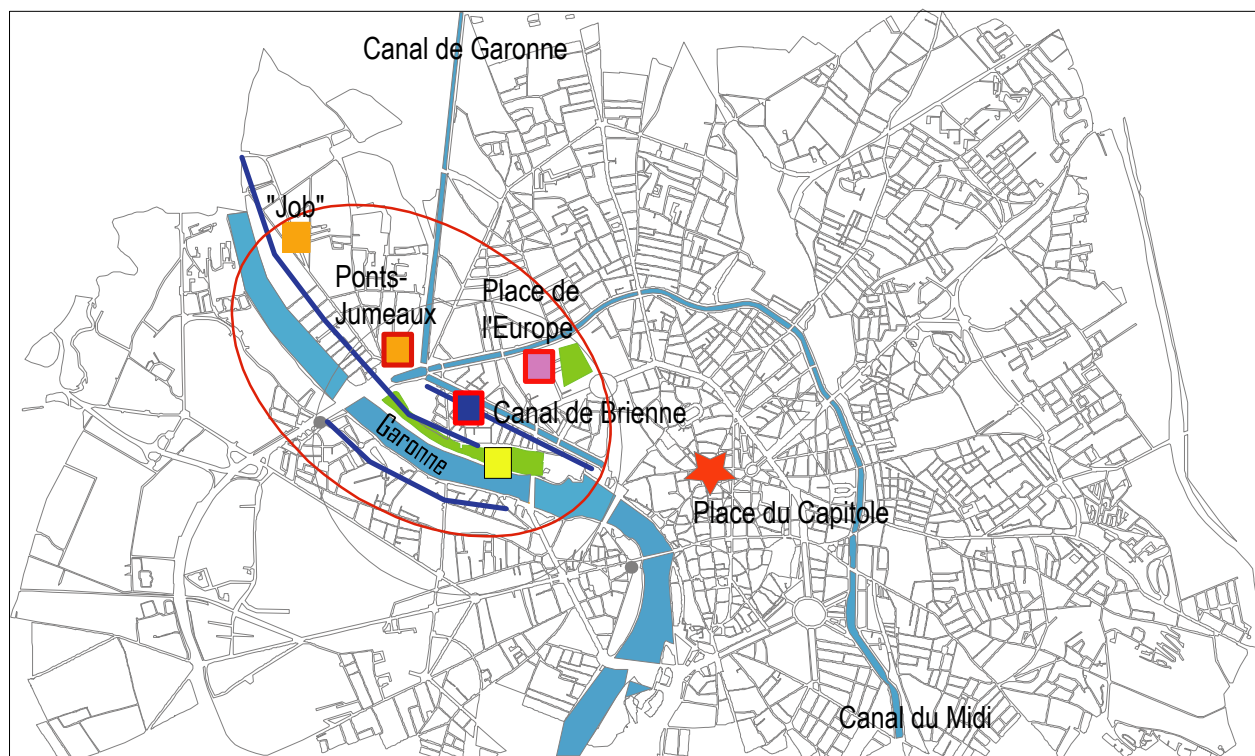 Canal de Garonne
"Job"
Ponts-
Jumeaux
Place de
l'Europe
Canal de Brienne
Garonne
Place du Capitole
Canal du Midi